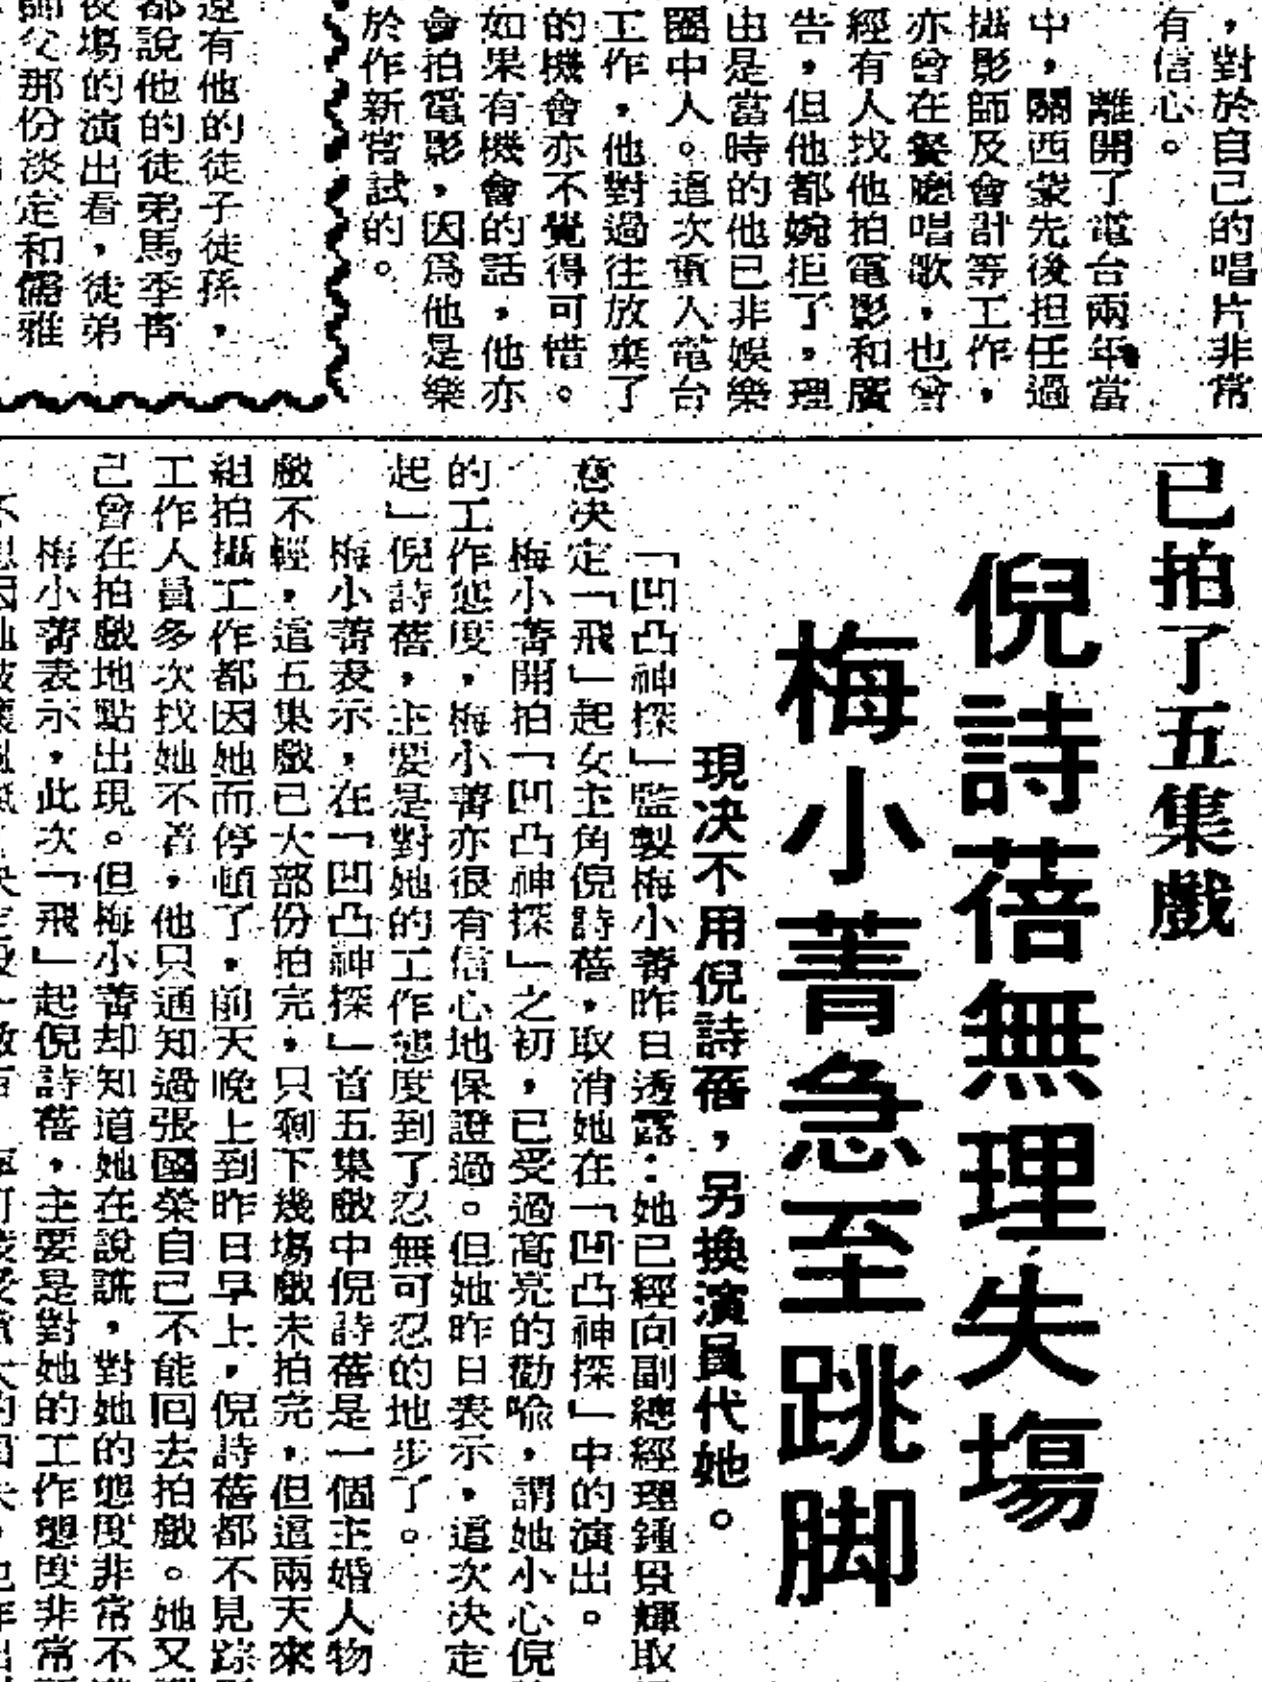 ，對於自己的唱片非常
有信心。
離開了電台兩年當
中，關西蒙先後担任過
攝影師及會計等工作，
亦曾在餐廳唱歌，也曾
經有人找他拍電影和廣
告，但他都婉拒了，理
由是當時的他已非娛樂
圈中人。這次重入電台
工作，他對過往放棄了
的機會亦不覺得可惜。
如果有機會的話，他亦
會拍電影，因爲他是樂
於作新嘗試的。
還有他的徒子徒孫，
都說他的徒弟馬季甫
後塲的演出看，徒弟
師父那份淡定和儒雅
已拍了五集戲
倪詩蓓無理失塲
梅小菁急至跳脚
現决不用倪詩蓓，另換演員代她。
「凹凸神探」監製梅小菁昨日透露：她已經向副總經理鍾景輝取
意决定「飛」起女主角倪詩蓓，取消她在「凹凸神探」中的演出。
梅小菁開拍「凹凸神探」之初，已受過高亮的勸喩，謂她小心倪
的工作態度，梅小菁亦很有信心地保證過。但她昨日表示，這次决定
起」倪詩蓓，主要是對她的工作態度到了忍無可忍的地步了。
梅小菁表示，在「凹凸神探」首五集戲中倪詩蓓是一個主婚人物
戲不輕，這五集戲已大部份拍完，只剩下幾塲戲未拍完，但這兩天來
組拍攝工作都因她而停頓了，前天晚上到昨日早上，倪詩蓓都不見踪
工作人員多次找她不着，他只通知過張國榮自己不能回去拍戲。她又
己曾在拍戲地點出現。但梅小菁却知道她在說謊，對她的態度非常不
梅小菁表示，此次「飛」起倪詩蓓，主要是對她的工作態度非常